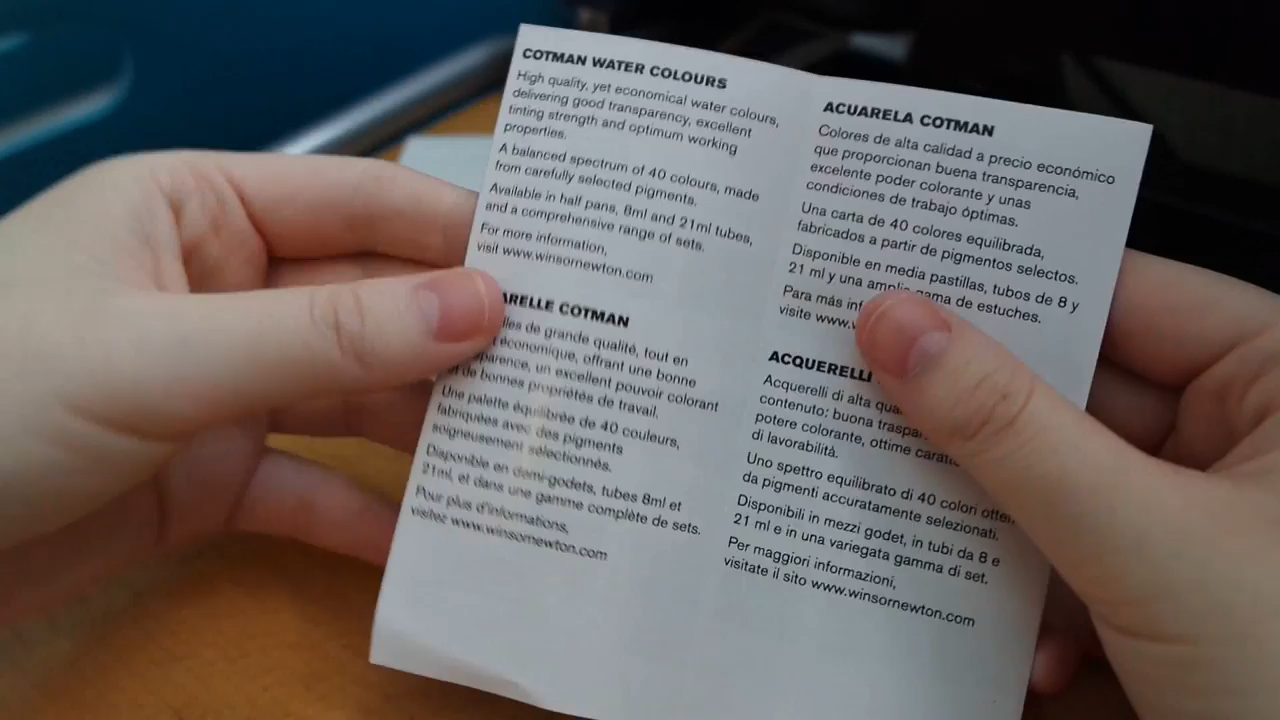 COTMAN WATER COLOURS
High quality, yet economical water colours,
delivering good transparency, excellent
tinting strength and optimum working
properties.
A balanced spectrum of 40 colours, made
from carefully selected pigments.
Available in half pans, 8ml and 21ml tubes,
and a comprehensive range of sets.
For more information,
visit www.winsornewton.com
ARELLE COTMAN
lles de grande qualité, tout en
économique, offrant une bonne
sparence, un excellent pouvoir colorant
et de bonnes propriétés de travail.
Une palette équilibrée de 40 couleurs,
fabriquées avec des pigments
soigneusement sélectionnés.
Disponible en demi-godets, tubes 8ml et
21ml, et dans une gamme complète de sets.
Pour plus d'informations,
visitez www.winsornewton.com
ACUARELA COTMAN
Colores de alta calidad a precio económico
que proporcionan buena transparencia,
excelente poder colorante y unas
condiciones de trabajo óptimas.
Una carta de 40 colores equilibrada,
fabricados a partir de pigmentos selectos.
Disponible en media pastillas, tubos de 8 y
21 ml y una amplia gama de estuches.
Para más inf
visite www.
ACQUERELLI
Acquerelli di alta qua
contenuto; buona traspa
potere colorante, ottime caratt
di lavorabilità.
Uno spettro equilibrato di 40 colori otten
da pigmenti accuratamente selezionati.
Disponibili in mezzi godet, in tubi da 8 e
21 ml e in una variegata gamma di set.
Per maggiori informazioni,
visitate il sito www.winsornewton.com